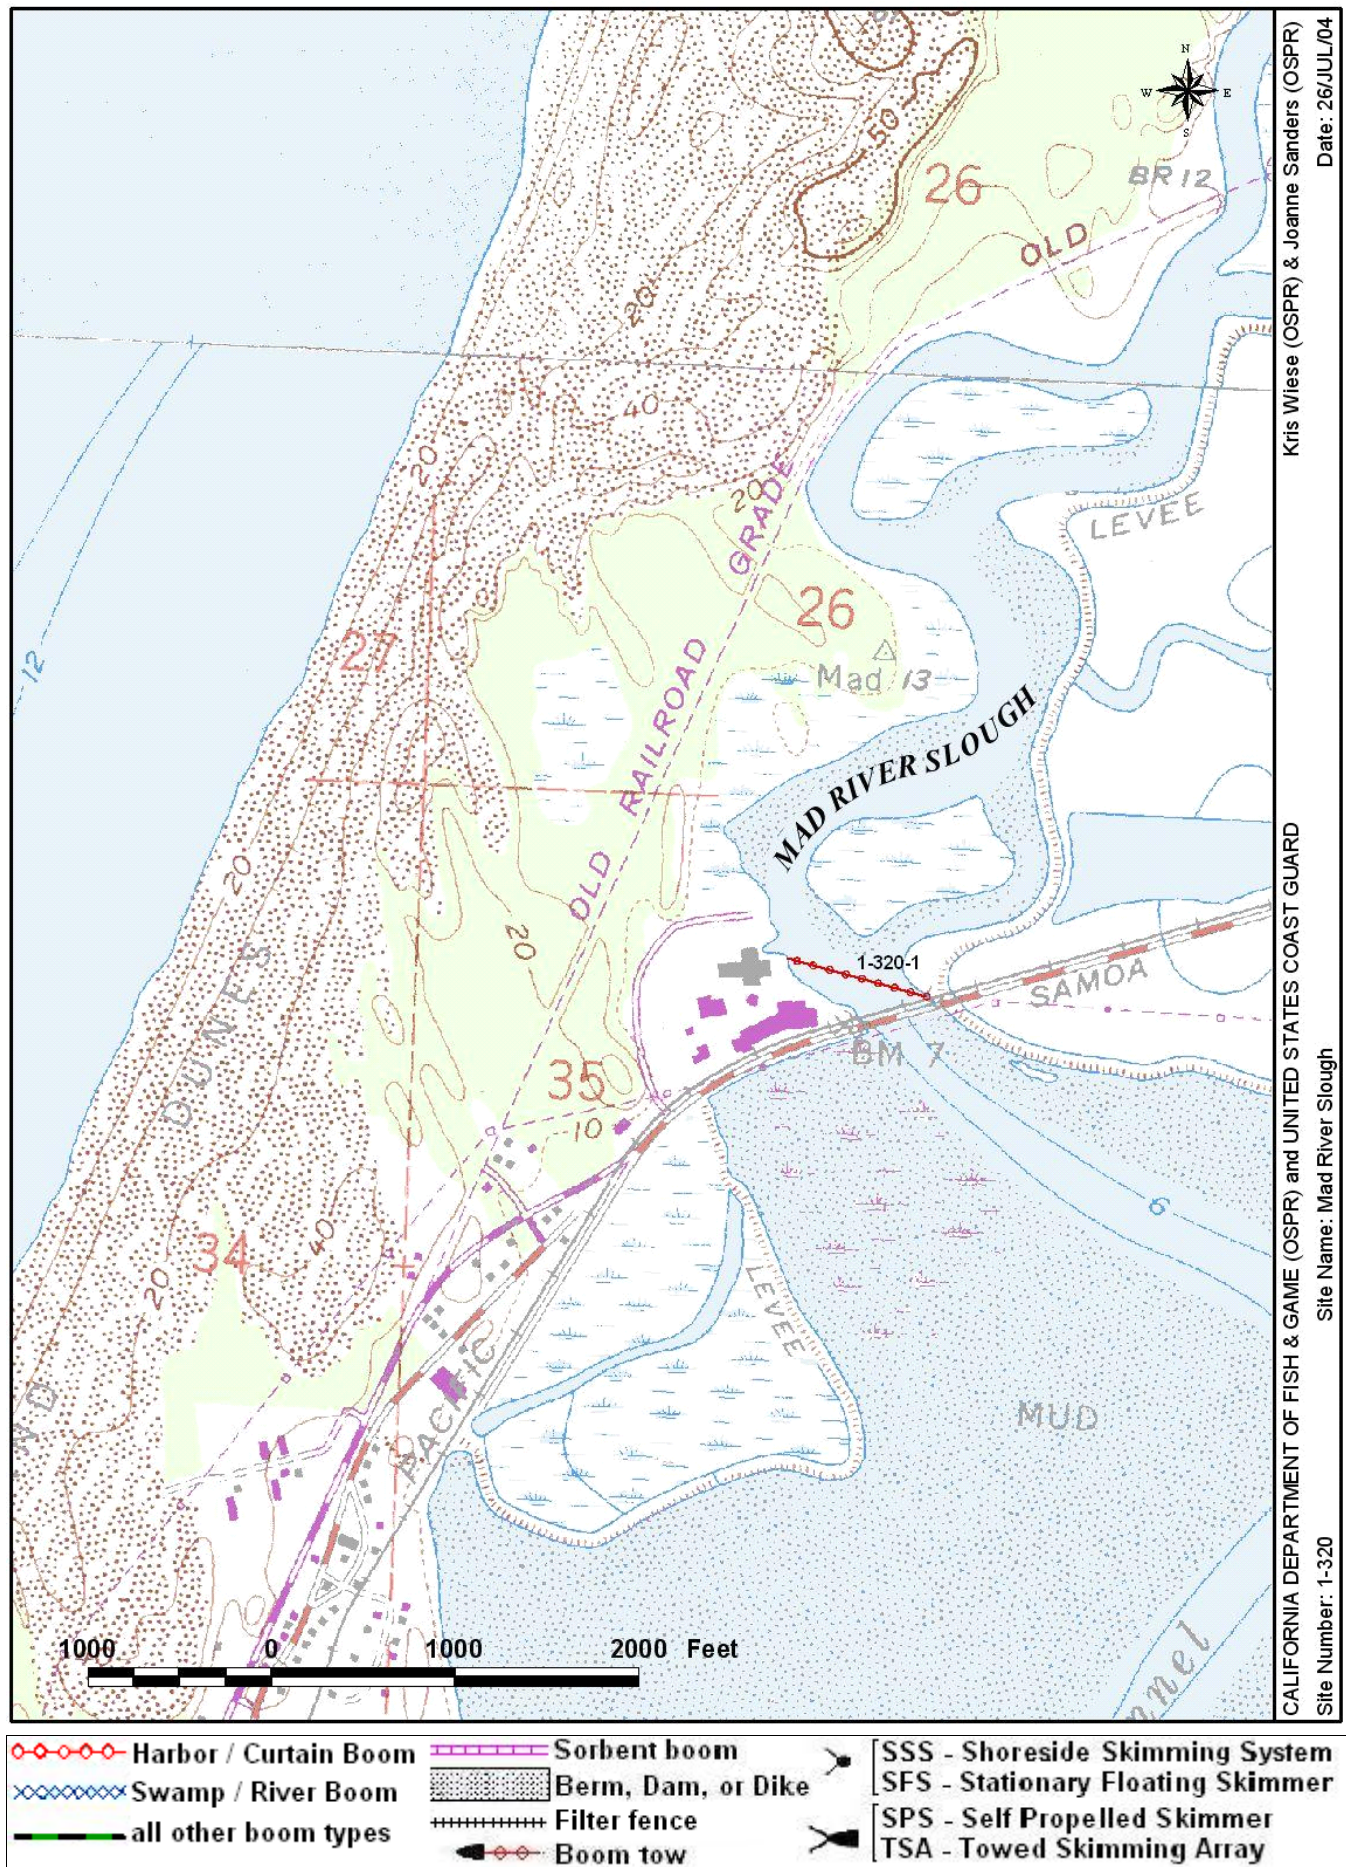 N
W E
S
50
26
BR 12
OLD
20
40
20
LEVEE
20
GRADE
26
27
Mad 13
12
RAILROAD
MAD RIVER SLOUGH
20
OLD
20
1-320-1
SAMOA
DUNES
BM 7
35
10
6
34
40
20
LEVEE
PACIFIC
MUD
ND
nnel
1000 0 1000 2000 Feet
Kris Wiese (OSPR) & Joanne Sanders (OSPR)
Date: 26/JUL/04
CALIFORNIA DEPARTMENT OF FISH & GAME (OSPR) and UNITED STATES COAST GUARD
Site Number: 1-320 Site Name: Mad River Slough
Harbor / Curtain Boom
Swamp / River Boom
all other boom types
Sorbent boom
Berm, Dam, or Dike
Filter fence
Boom tow
SSS - Shoreside Skimming System
SFS - Stationary Floating Skimmer
SPS - Self Propelled Skimmer
TSA - Towed Skimming Array